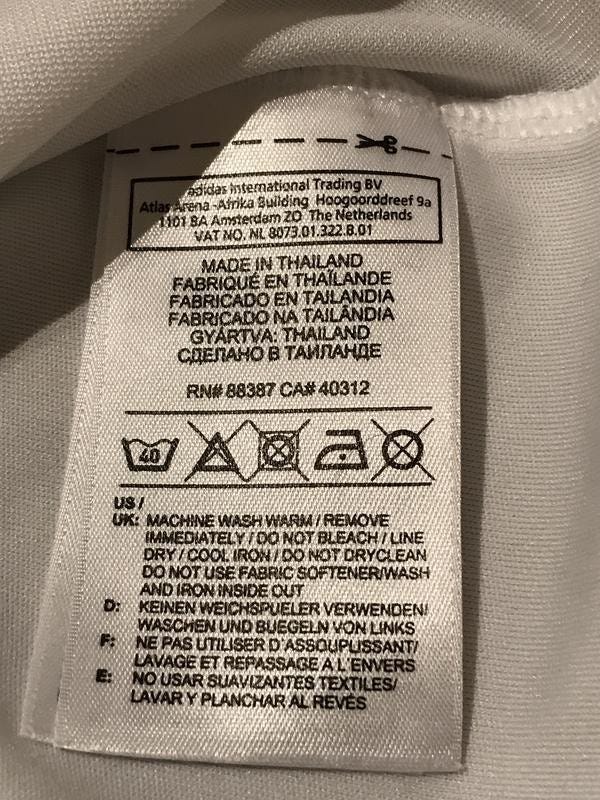 adidas International Trading BV
Atlas Arena -Afrika Building Hoogoorddreef 9a
1101 BA Amsterdam ZO The Netherlands
VAT NO. NL 8073.01.322.B.01
MADE IN THAILAND
FABRIQUÉ EN THAÏLANDE
FABRICADO EN TAILANDIA
FABRICADO NA TAILÂNDIA
GYÁRTVA: THAILAND
СДЕЛАНО В ТАИЛАНДЕ
RN# 88387 CA# 40312
40
US /
UK: MACHINE WASH WARM / REMOVE
IMMEDIATELY / DO NOT BLEACH / LINE
DRY / COOL IRON / DO NOT DRYCLEAN
DO NOT USE FABRIC SOFTENER/WASH
AND IRON INSIDE OUT
D: KEINEN WEICHSPUELER VERWENDEN/
WASCHEN UND BUEGELN VON LINKS
F: NE PAS UTILISER D'ASSOUPLISSANT/
LAVAGE ET REPASSAGE A L'ENVERS
E: NO USAR SUAVIZANTES TEXTILES/
LAVAR Y PLANCHAR AL REVÉS